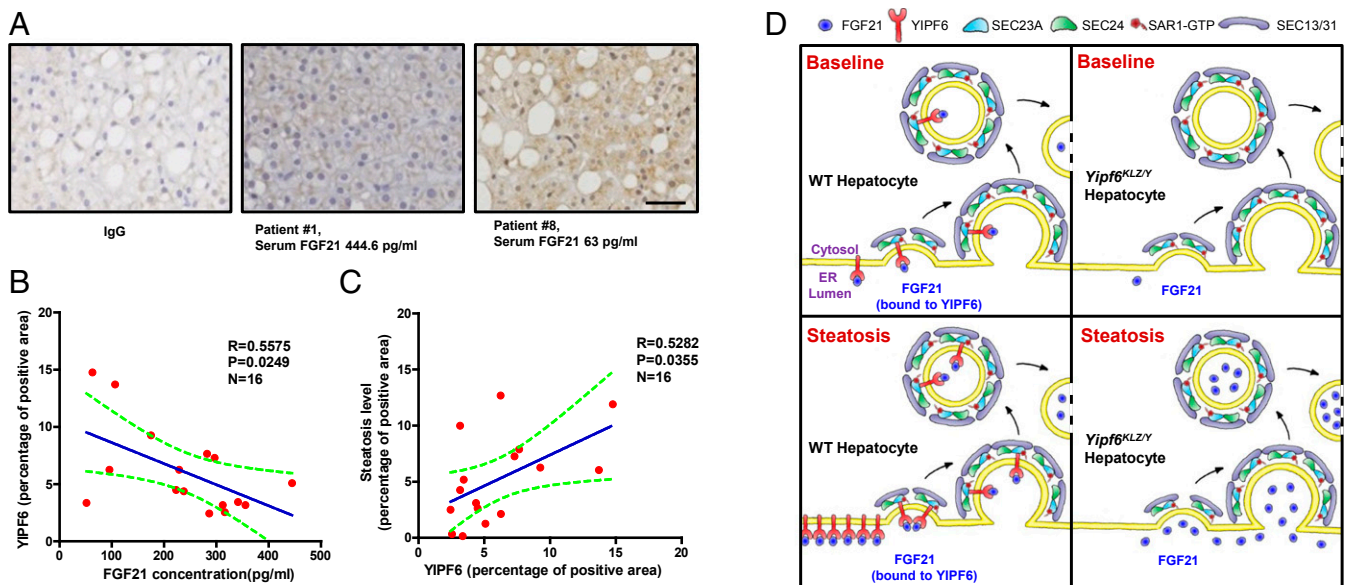 A
IgG
Patient #1,
Serum FGF21 444.6 pg/ml
Patient #8,
Serum FGF21 63 pg/ml
B
YIPF6 (percentage of positive area)
20
15
10
5
0
0
100
200
300
400
500
FGF21 concentration(pg/ml)
R=0.5575
P=0.0249
N=16
C
Steatosis level
(percentage of positive area)
20
15
10
5
0
0
5
10
15
20
YIPF6 (percentage of positive area)
R=0.5282
P=0.0355
N=16
D
FGF21
YIPF6
SEC23A
SEC24
SAR1-GTP
SEC13/31
Baseline
WT Hepatocyte
Cytosol
ER
Lumen
FGF21
(bound to YIPF6)
Baseline
Yipf6KLZ/Y
Hepatocyte
FGF21
Steatosis
WT Hepatocyte
FGF21
(bound to YIPF6)
Steatosis
Yipf6KLZ/Y
Hepatocyte
FGF21